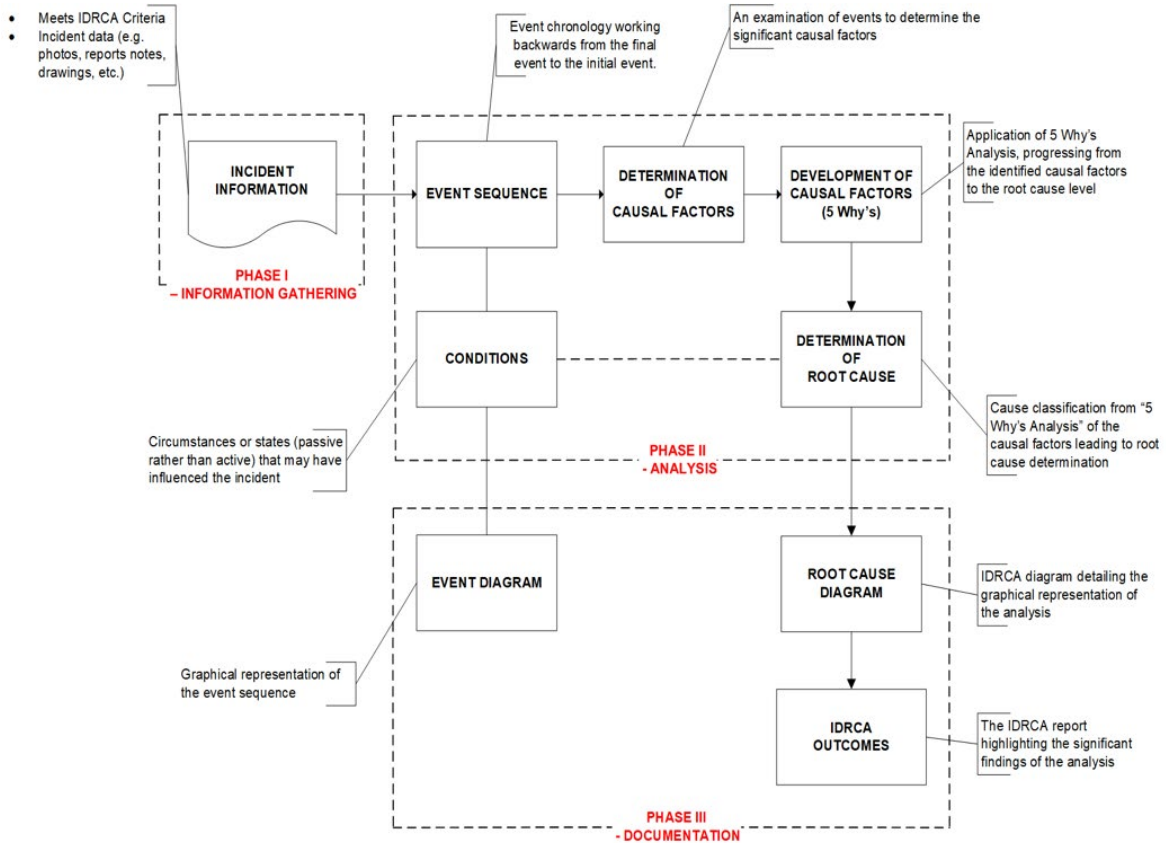 • Meets IDRCA Criteria
• Incident data (e.g.
photos, reports notes,
drawings, etc.)
Event chronology working
backwards from the final
event to the initial event.
An examination of events to determine the
significant causal factors
INCIDENT
INFORMATION
EVENT SEQUENCE
DETERMINATION
OF
CAUSAL FACTORS
DEVELOPMENT OF
CAUSAL FACTORS
(5 Why's)
Application of 5 Why's
Analysis, progressing from
the identified causal factors
to the root cause level
PHASE I
– INFORMATION GATHERING
CONDITIONS
DETERMINATION
OF
ROOT CAUSE
Circumstances or states (passive
rather than active) that may have
influenced the incident
PHASE II
- ANALYSIS
Cause classification from “5
Why's Analysis” of the
causal factors leading to root
cause determination
EVENT DIAGRAM
ROOT CAUSE
DIAGRAM
IDRCA diagram detailing the
graphical representation of
the analysis
Graphical representation of
the event sequence
IDRCA
OUTCOMES
The IDRCA report
highlighting the significant
findings of the analysis
PHASE III
- DOCUMENTATION